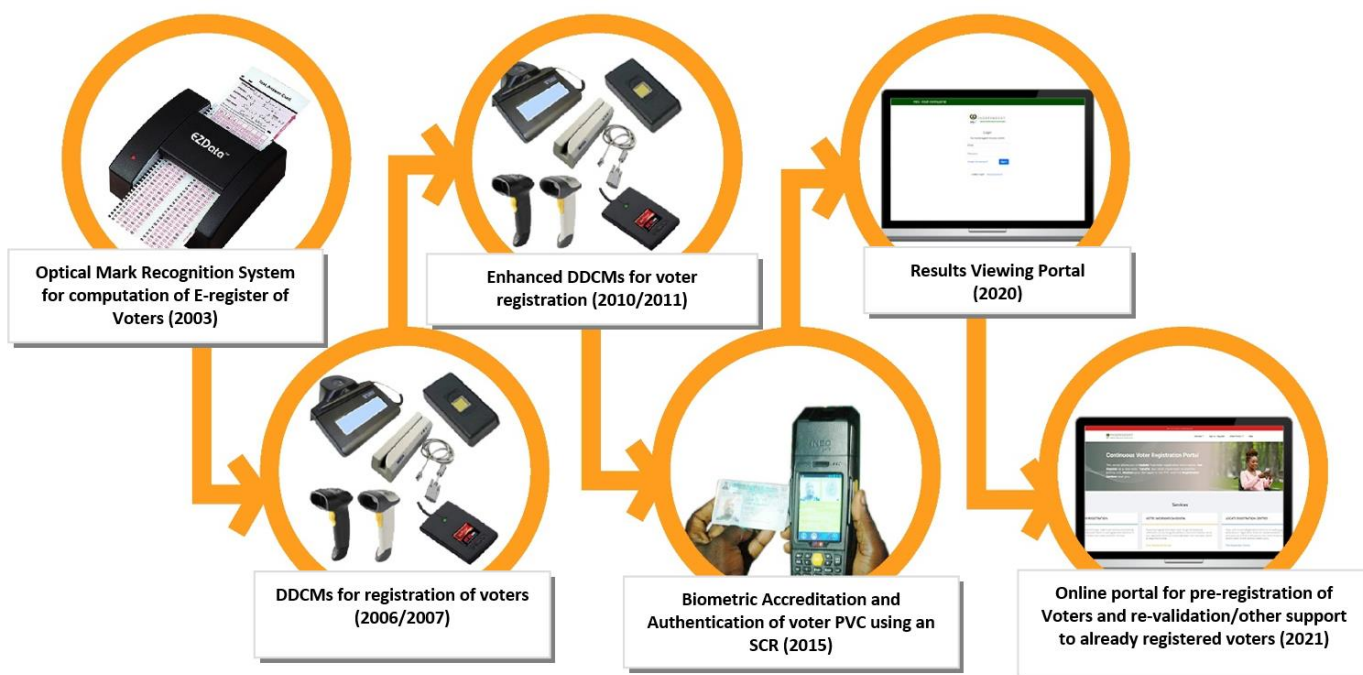 eZData™
Optical Mark Recognition System
for computation of E-register of
Voters (2003)
DDCMs for registration of voters
(2006/2007)
Enhanced DDCMs for voter
registration (2010/2011)
INEC
Biometric Accreditation and
Authentication of voter PVC using an
SCR (2015)
Results Viewing Portal
(2020)
Continuous Voter Registration Portal
Services
Online portal for pre-registration of
Voters and re-validation/other support
to already registered voters (2021)